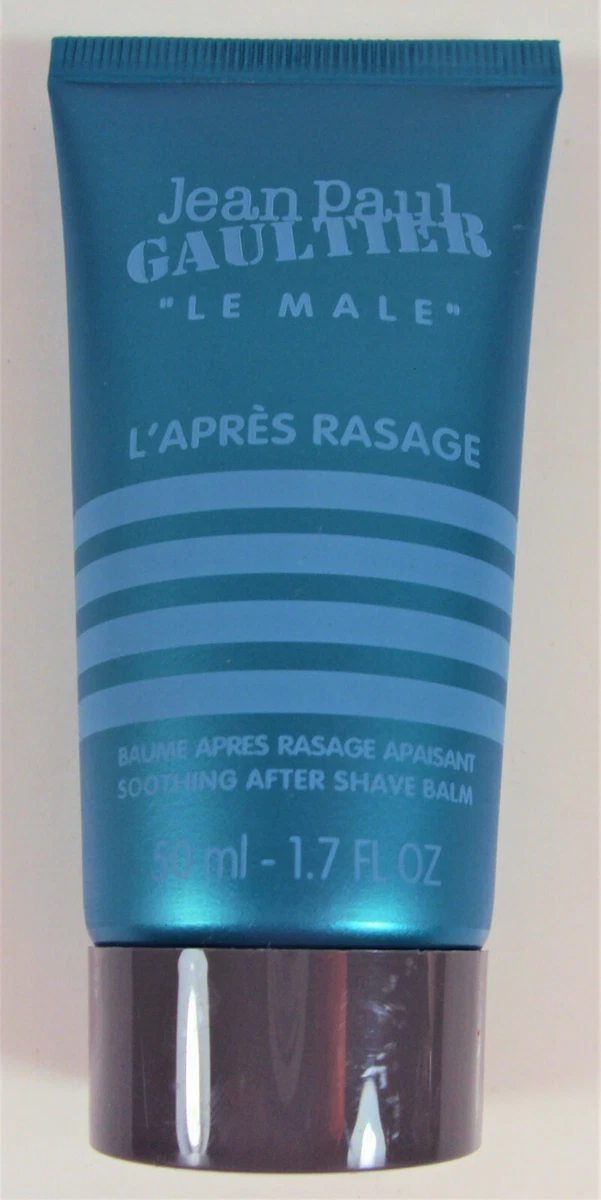 Jean Paul
GAULTIER
"LE MALE"
L'APRÈS RASAGE
BAUME APRES RASAGE APAISANT
SOOTHING AFTER SHAVE BALM
50 ml - 1.7 FL OZ